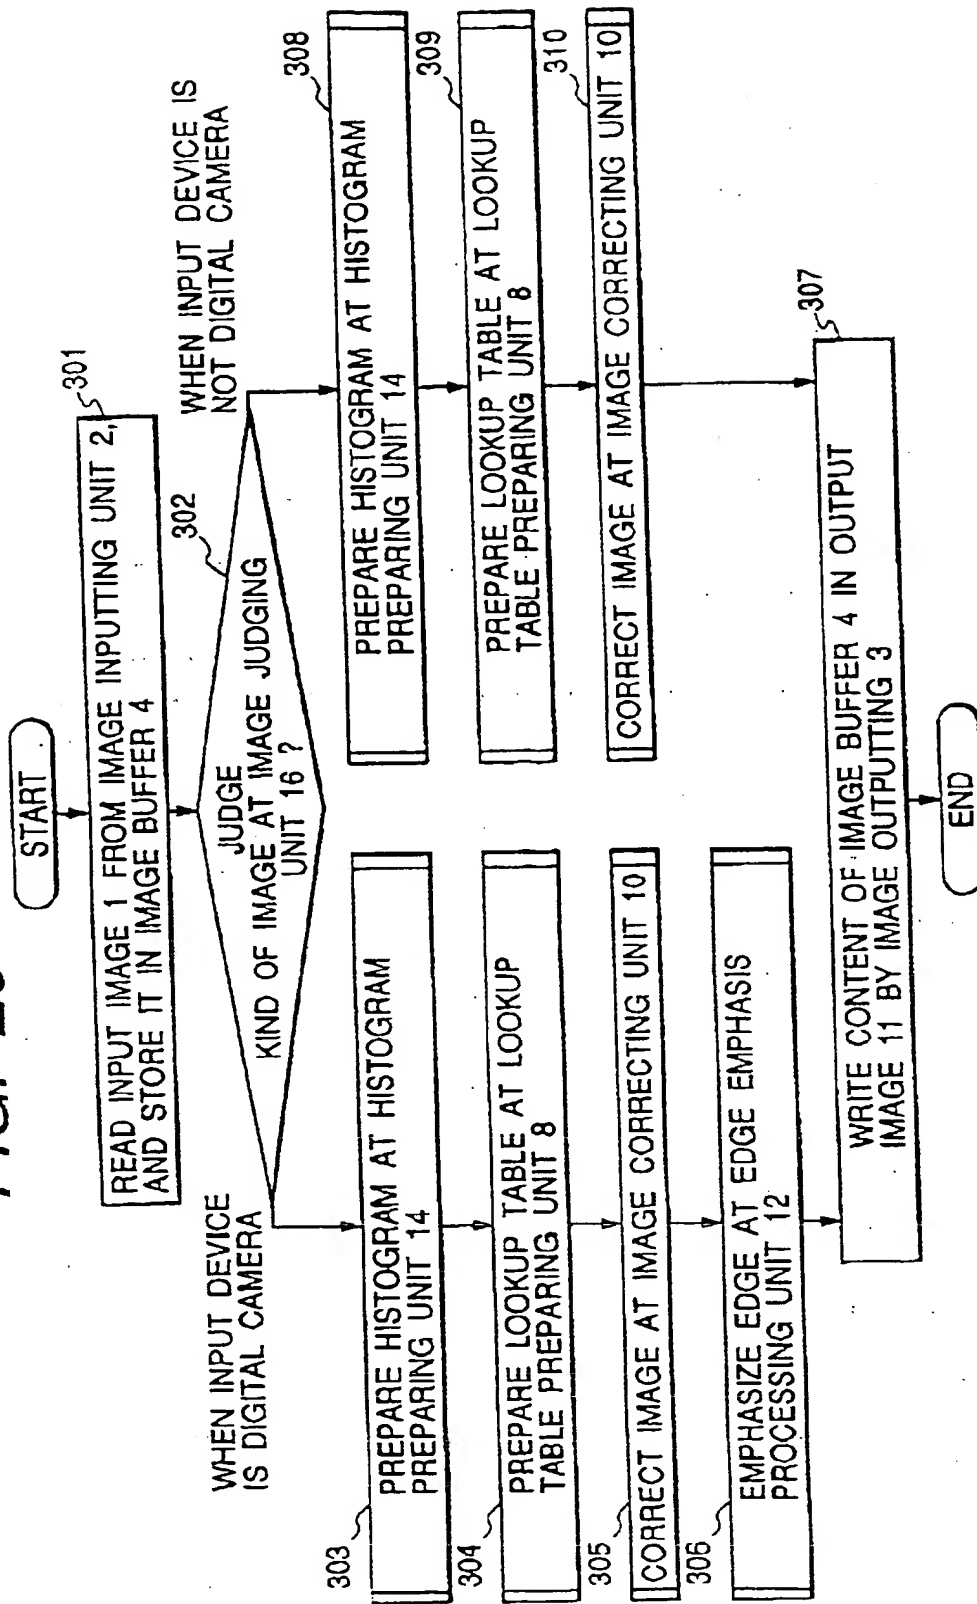 START
301
READ INPUT IMAGE 1 FROM IMAGE INPUTTING UNIT 2,
AND STORE IT IN IMAGE BUFFER 4
302
JUDGE
KIND OF IMAGE AT IMAGE JUDGING
UNIT 16 ?
WHEN INPUT DEVICE
IS DIGITAL CAMERA
WHEN INPUT DEVICE IS
NOT DIGITAL CAMERA
303
PREPARE HISTOGRAM AT HISTOGRAM
PREPARING UNIT 14
304
PREPARE LOOKUP TABLE AT LOOKUP
TABLE PREPARING UNIT 8
305
CORRECT IMAGE AT IMAGE CORRECTING UNIT 10
306
EMPHASIZE EDGE AT EDGE EMPHASIS
PROCESSING UNIT 12
308
PREPARE HISTOGRAM AT HISTOGRAM
PREPARING UNIT 14
309
PREPARE LOOKUP TABLE AT LOOKUP
TABLE PREPARING UNIT 8
310
CORRECT IMAGE AT IMAGE CORRECTING UNIT 10
307
WRITE CONTENT OF IMAGE BUFFER 4 IN OUTPUT
IMAGE 11 BY IMAGE OUTPUTTING 3
END